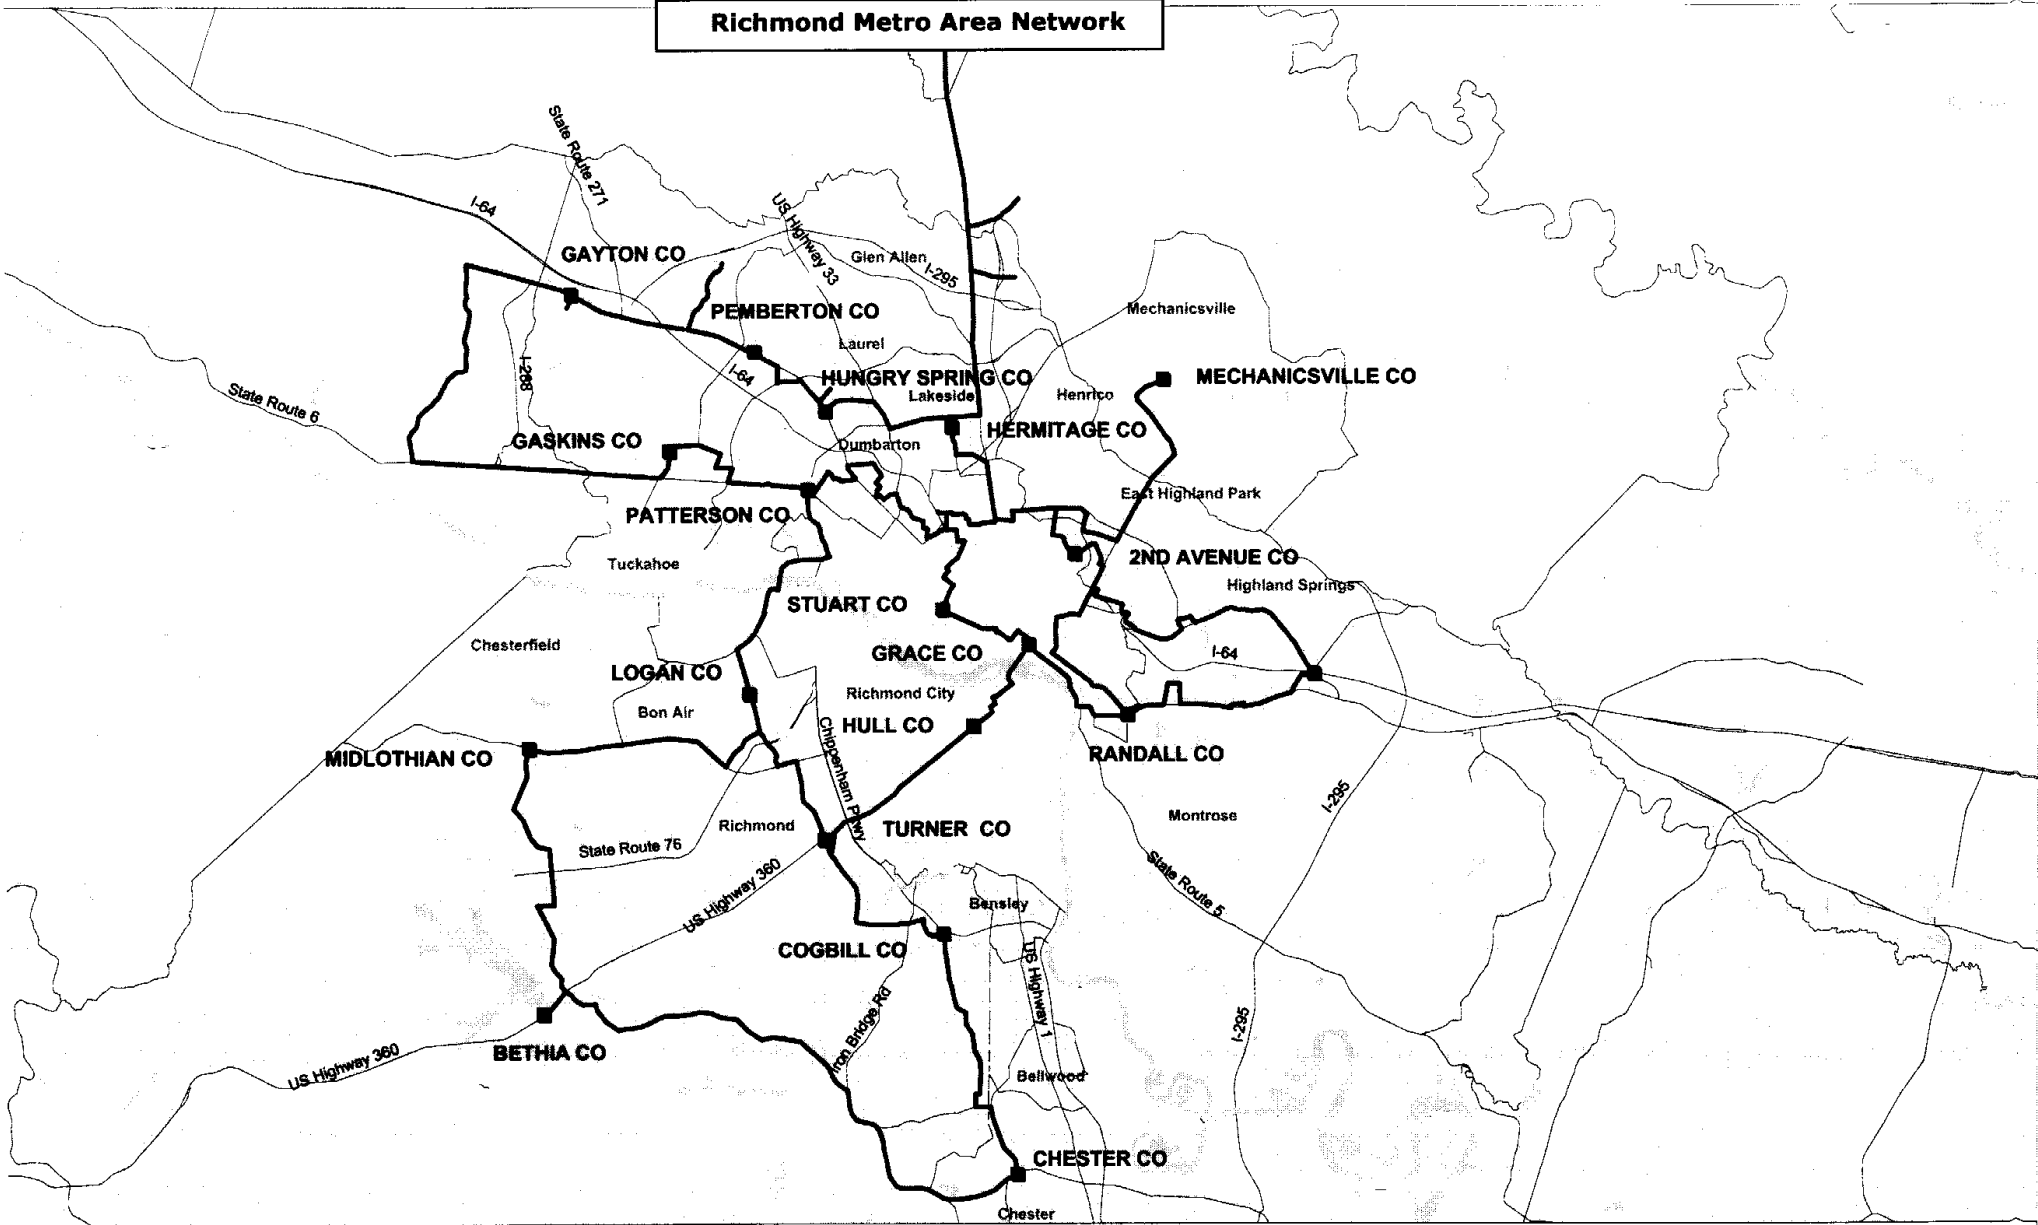 Richmond Metro Area Network
State Route 271
I-64
US Highway 33
GAYTON CO
Glen Allen
I-295
PEMBERTON CO
Mechanicsville
Laurel
I-288
I-64
HUNGRY SPRING CO
MECHANICSVILLE CO
Lakeside
Henrico
State Route 6
GASKINS CO
Dumbarton
HERMITAGE CO
East Highland Park
PATTERSON CO
Tuckahoe
2ND AVENUE CO
Highland Springs
STUART CO
Chesterfield
GRACE CO
I-64
LOGAN CO
Richmond City
Bon Air
HULL CO
Chippenham Pkwy
MIDLOTHIAN CO
RANDALL CO
I-295
Montrose
Richmond
TURNER CO
State Route 76
US Highway 360
State Route 5
Bensley
COGBILL CO
US Highway 1
Iron Bridge Rd
I-295
BETHIA CO
US Highway 360
Bellwood
CHESTER CO
Chester